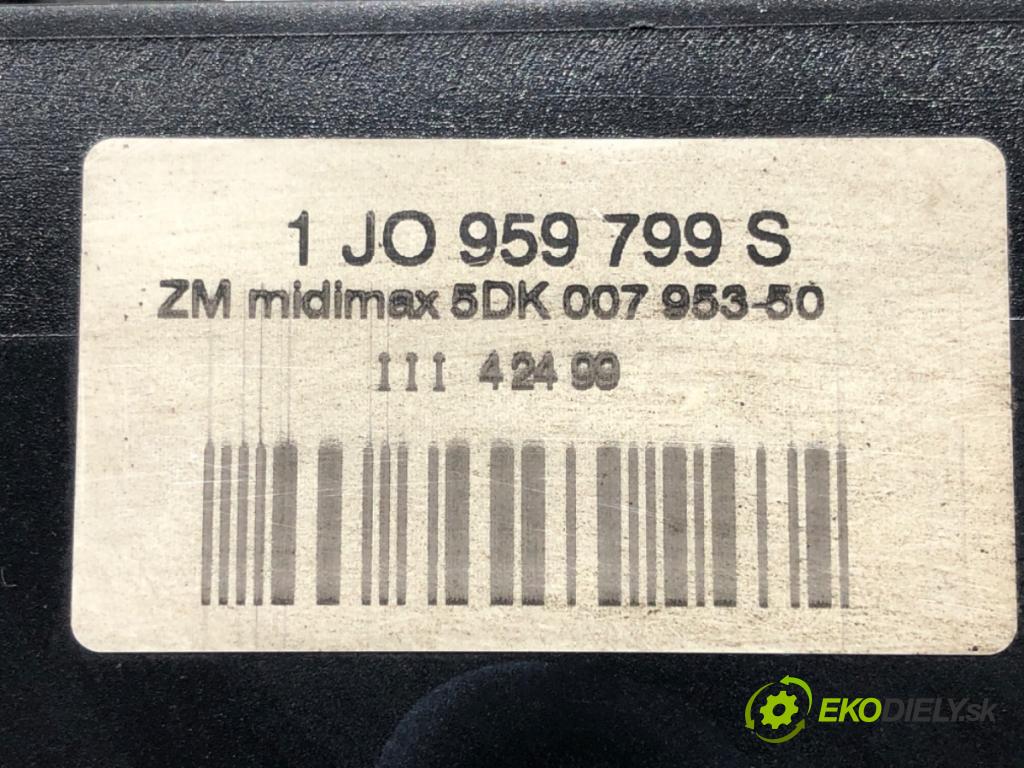 1 JO 959 799 S
ZM midimax 5DK 007 953-50
III 42499
EKODIELY.sk